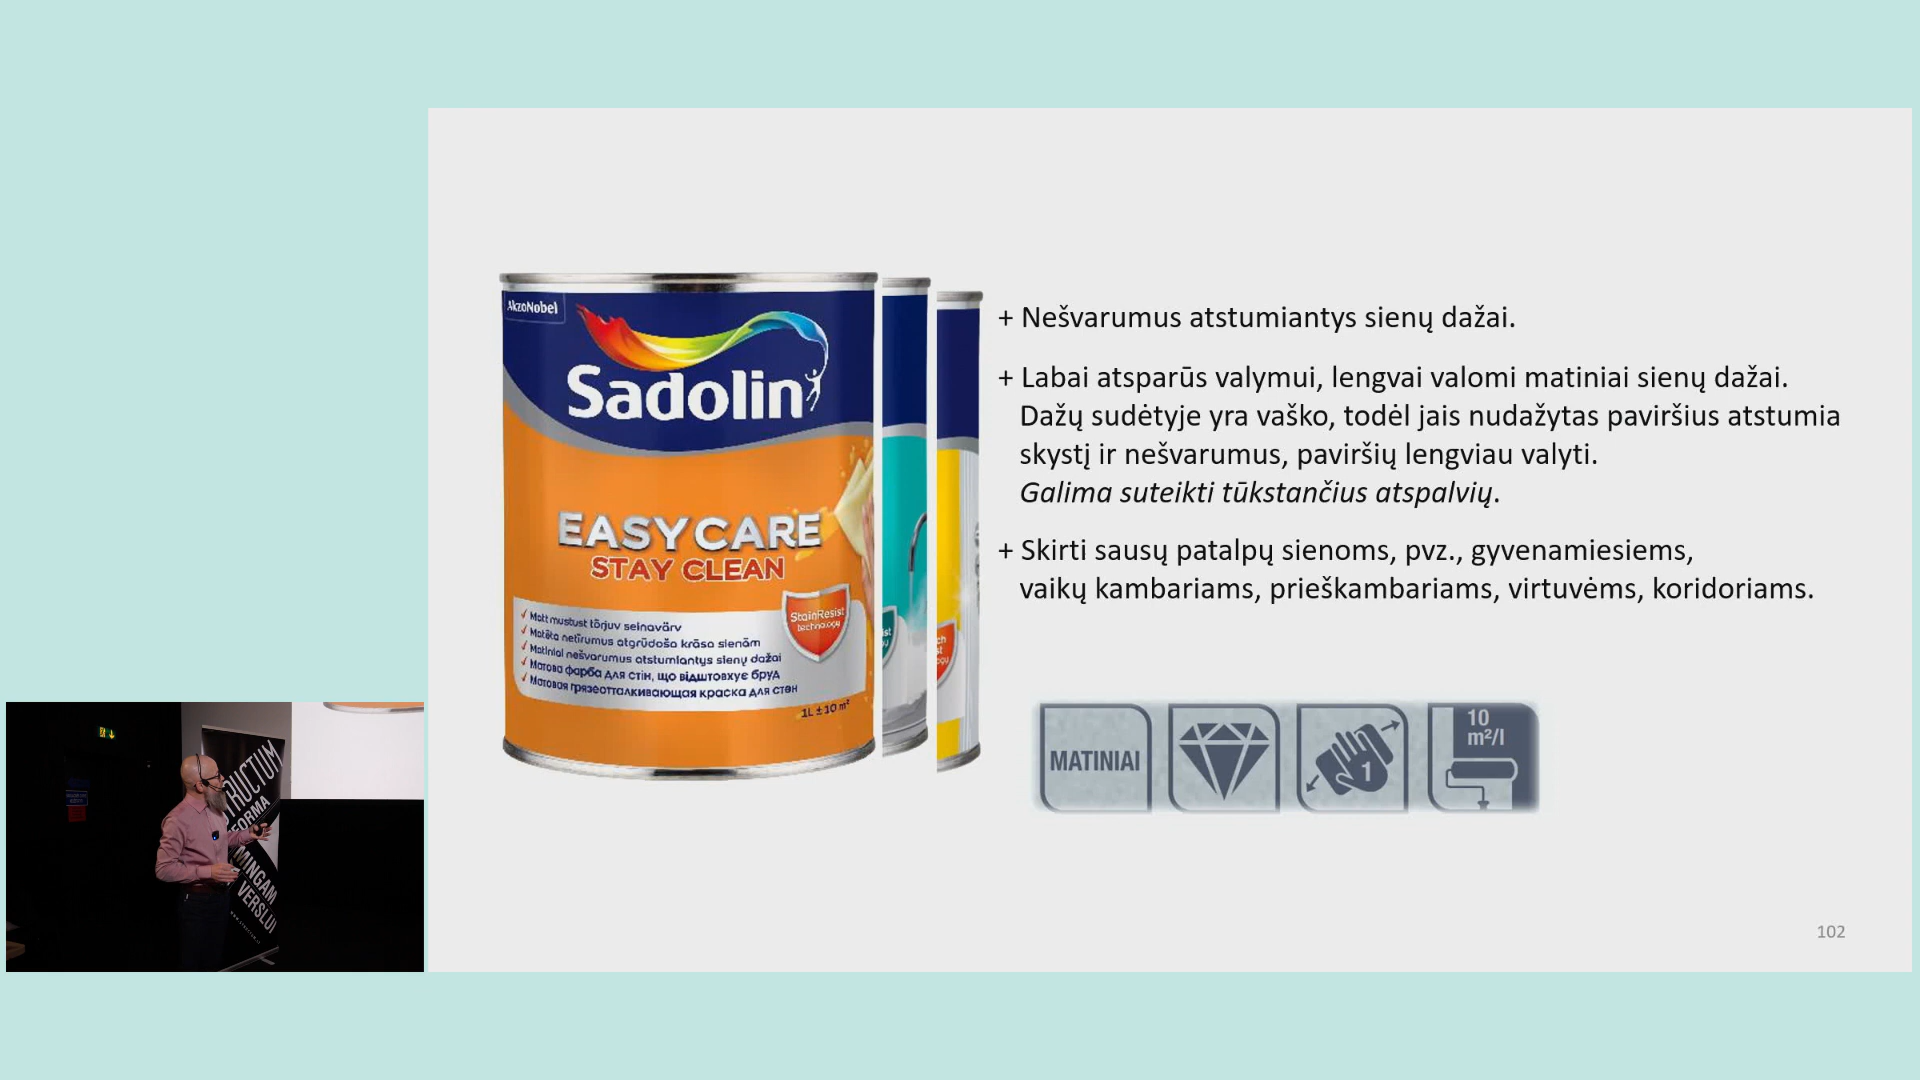 AkzoNobel
Sadolin
EASYCARE
STAY CLEAN
StainResist
technology
Matt mustust tõrjuv seinavärv
Matēta netīrumus atgrūdoša krāsa sienām
Matiniai nešvarumus atstumiantys sienų dažai
Матова фарба для стін, що відштовхує бруд
Матовая грязеотталкивающая краска для стен
1L ± 10 m²
+ Nešvarumus atstumiantys sienų dažai.
+ Labai atsparūs valymui, lengvai valomi matiniai sienų dažai.
Dažų sudėtyje yra vaško, todėl jais nudažytas paviršius atstumia
skystį ir nešvarumus, paviršių lengviau valyti.
Galima suteikti tūkstančius atspalvių.
+ Skirti sausų patalpų sienoms, pvz., gyvenamiesiems,
vaikų kambariams, prieškambariams, virtuvėms, koridoriams.
MATINIAI
1
10
m²/l
102
STRUCTUM
MINGAM
VERSLUI